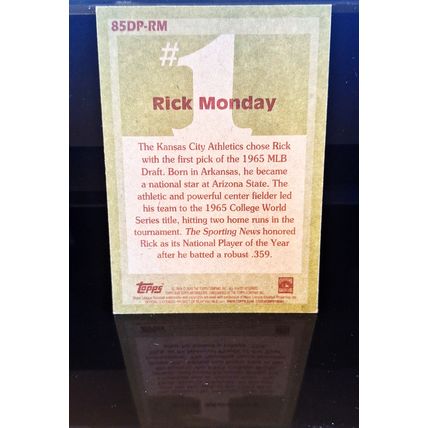 85DP-RM
#1
Rick Monday
The Kansas City Athletics chose Rick
with the first pick of the 1965 MLB
Draft. Born in Arkansas, he became
a national star at Arizona State. The
athletic and powerful center fielder led
his team to the 1965 College World
Series title, hitting two home runs in the
tournament. The Sporting News honored
Rick as its National Player of the Year
after he batted a robust .359.
Topps